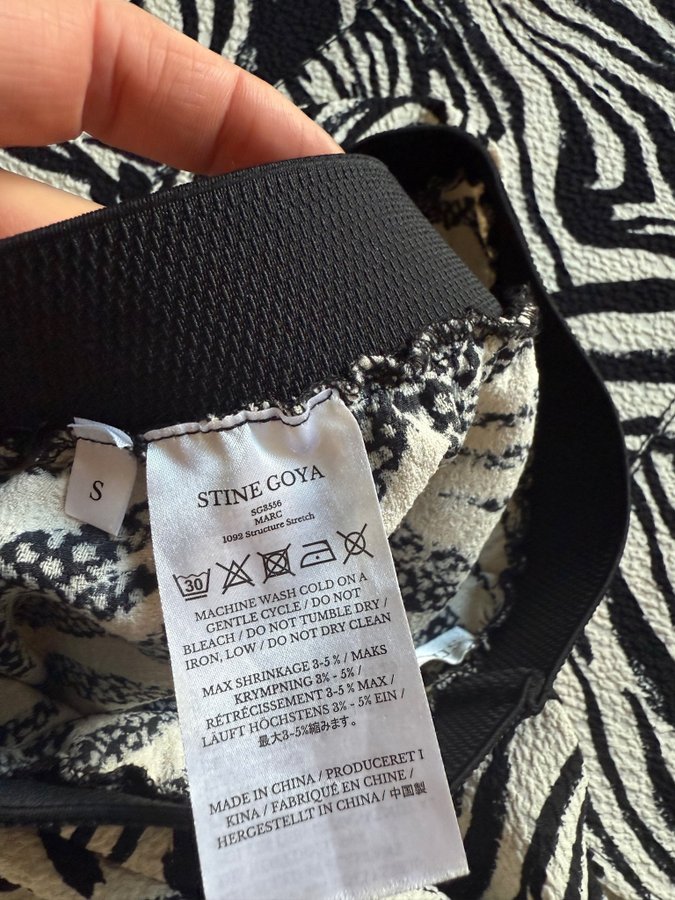 S
STINE GOYA
SG2556
MARC
1092 Structure Stretch
30
MACHINE WASH COLD ON A
GENTLE CYCLE / DO NOT
BLEACH / DO NOT TUMBLE DRY /
IRON, LOW / DO NOT DRY CLEAN
MAX SHRINKAGE 3-5 % / MAKS
KRYMPNING 3% - 5% /
RÉTRÉCISSEMENT 3-5 % MAX /
LÄUFT HÖCHSTENS 3% - 5% EIN /
最大3~5%縮みます。
MADE IN CHINA / PRODUCERET I
KINA / FABRIQUÉ EN CHINE /
HERGESTELLT IN CHINA / 中国製